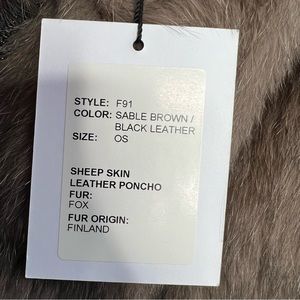 STYLE: F91
COLOR: SABLE BROWN /
BLACK LEATHER
SIZE: OS
SHEEP SKIN
LEATHER PONCHO
FUR:
FOX
FUR ORIGIN:
FINLAND